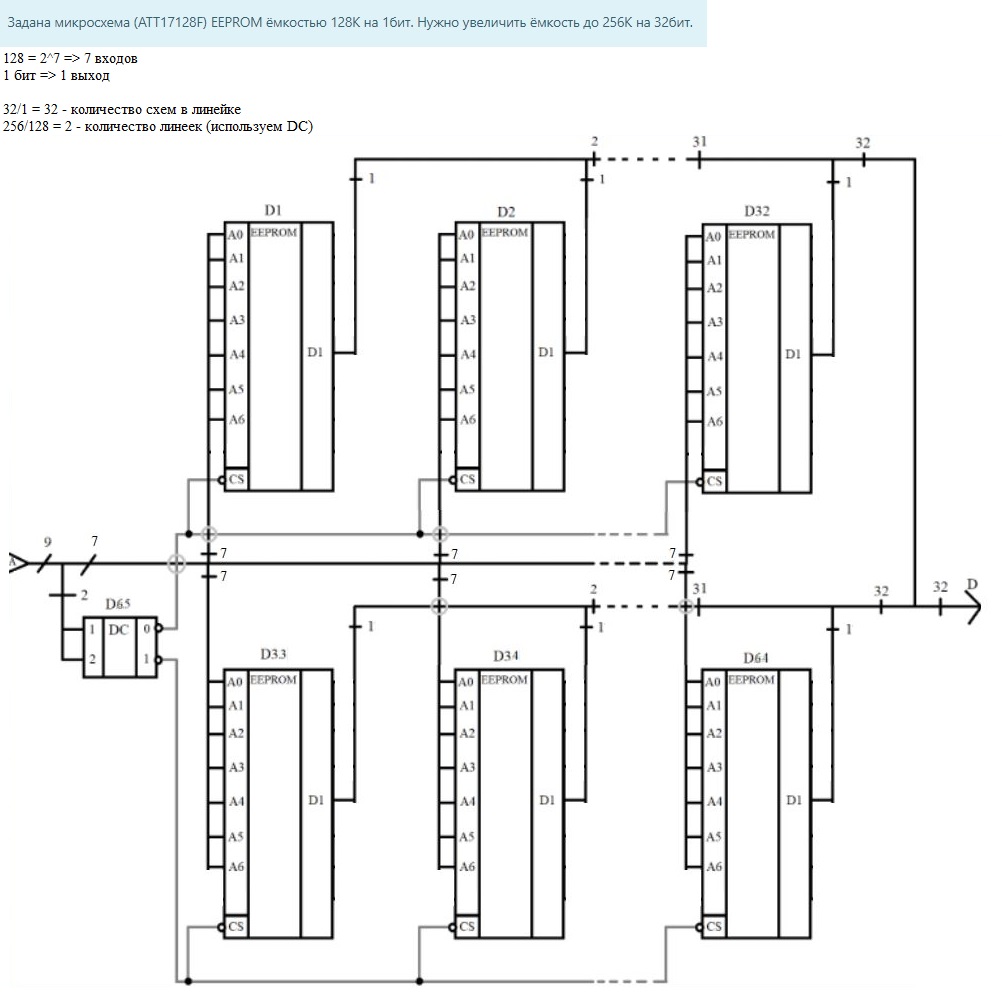 Задана микросхема (ATT17128F) EEPROM ёмкостью 128К на 1бит. Нужно увеличить ёмкость до 256К на 32бит.
128 = 2^7 => 7 входов
1 бит => 1 выход
32/1 = 32 - количество схем в линейке
256/128 = 2 - количество линеек (используем DC)
2 31 32
1 1 1
D1 D2 D32
A0 EEPROM A0 EEPROM A0 EEPROM
A1 A1 A1
A2 A2 A2
A3 A3 A3
A4 D1 A4 D1 A4 D1
A5 A5 A5
A6 A6 A6
CS CS CS
9 7
7 7 7
A
7 7 7
2
2 31 32 32 D
D65
1 DC 0
1 1 1
2 1
D33 D34 D64
A0 EEPROM A0 EEPROM A0 EEPROM
A1 A1 A1
A2 A2 A2
A3 A3 A3
A4 D1 A4 D1 A4 D1
A5 A5 A5
A6 A6 A6
CS CS CS